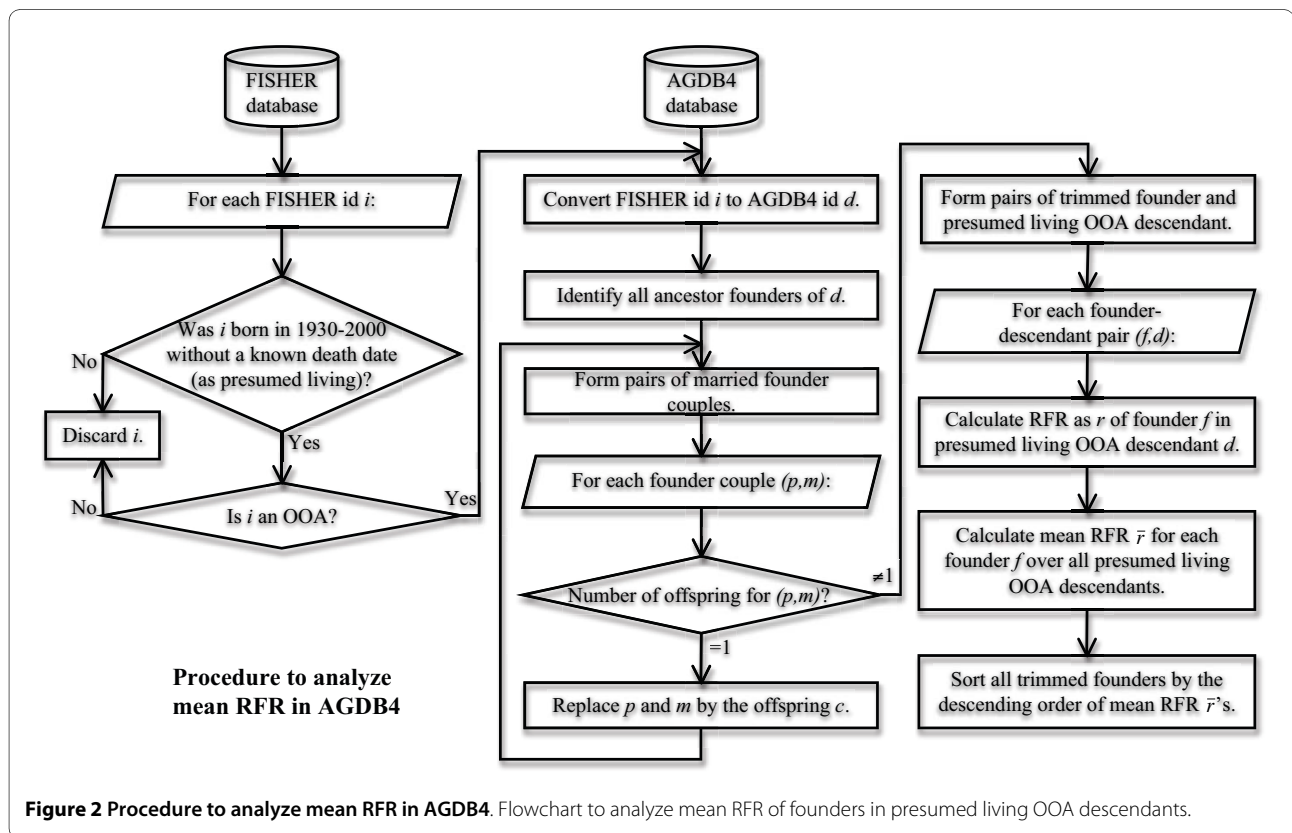 FISHER
database
For each FISHER id i:
Was i born in 1930-2000
without a known death date
(as presumed living)?
No
Discard i.
Yes
No
Is i an OOA?
Yes
Procedure to analyze
mean RFR in AGDB4
AGDB4
database
Convert FISHER id i to AGDB4 id d.
Identify all ancestor founders of d.
Form pairs of married founder
couples.
For each founder couple (p,m):
Number of offspring for (p,m)?
≠1
=1
Replace p and m by the offspring c.
Form pairs of trimmed founder and
presumed living OOA descendant.
For each founder-
descendant pair (f,d):
Calculate RFR as r of founder f in
presumed living OOA descendant d.
Calculate mean RFR r̄ for each
founder f over all presumed living
OOA descendants.
Sort all trimmed founders by the
descending order of mean RFR r̄'s.
Figure 2 Procedure to analyze mean RFR in AGDB4. Flowchart to analyze mean RFR of founders in presumed living OOA descendants.